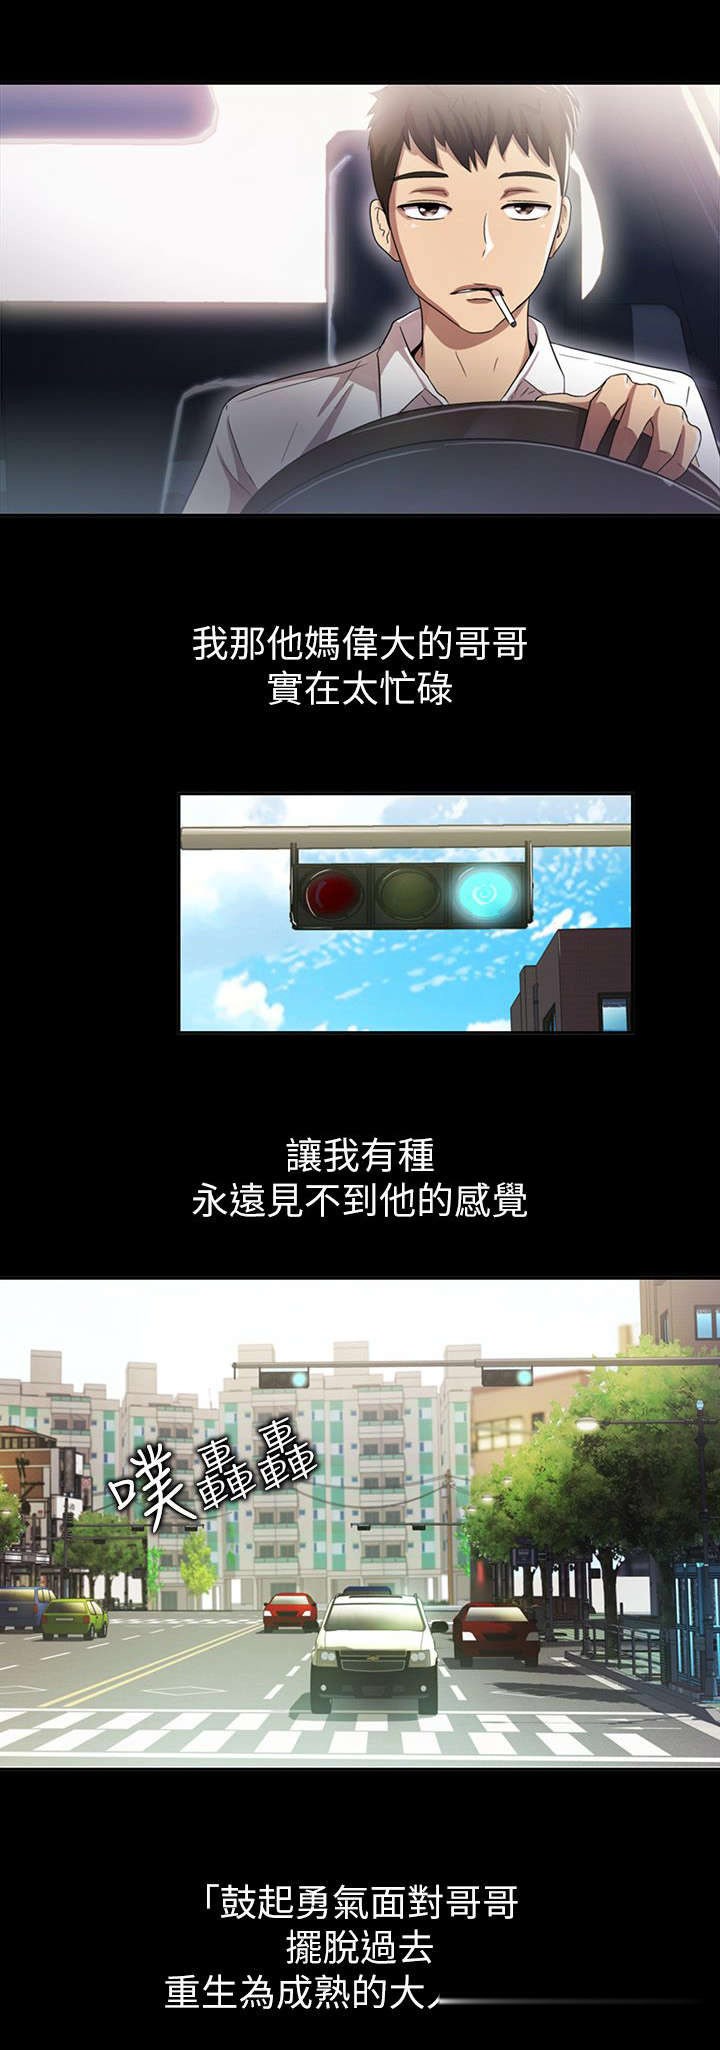 我那他媽偉大的哥哥
實在太忙碌
讓我有種
永遠見不到他的感覺
噗轟轟
「鼓起勇氣面對哥哥
擺脫過去
重生為成熟的大人